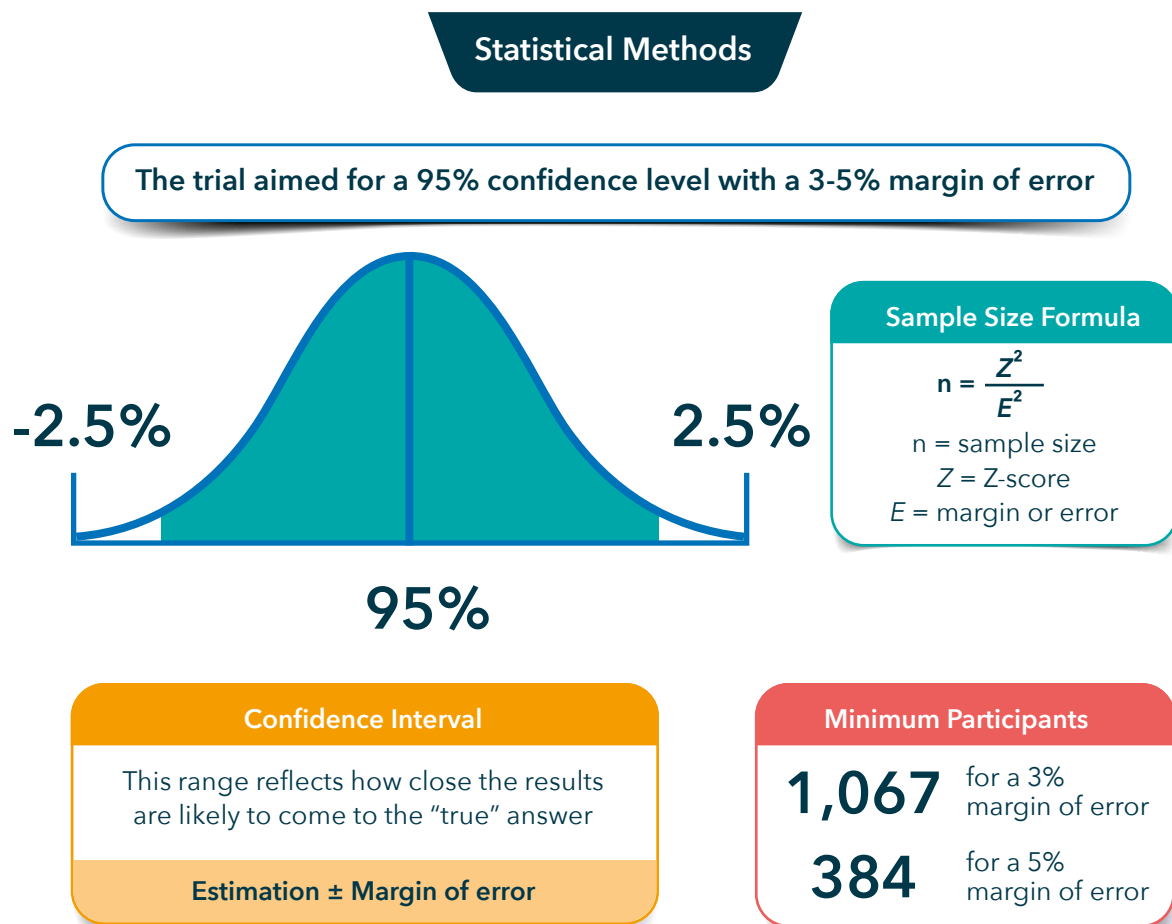 Statistical Methods
The trial aimed for a 95% confidence level with a 3-5% margin of error
-2.5%
2.5%
95%
Sample Size Formula
n = Z²
E²
n = sample size
Z = Z-score
E = margin or error
Confidence Interval
This range reflects how close the results
are likely to come to the “true” answer
Estimation ± Margin of error
Minimum Participants
1,067 for a 3%
margin of error
384 for a 5%
margin of error